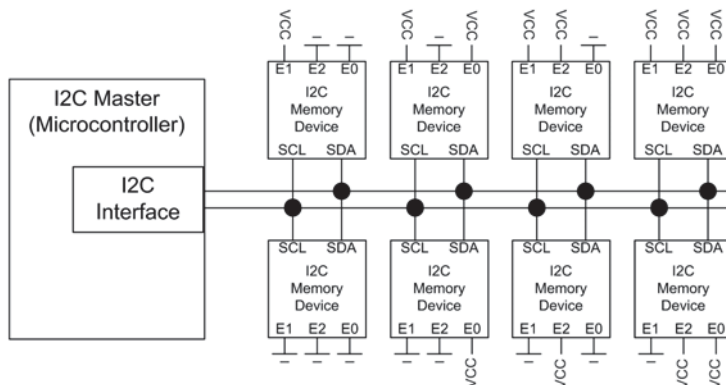 VCC VCC VCC VCC VCC VCC VCC VCC
E1 E2 E0 E1 E2 E0 E1 E2 E0 E1 E2 E0
I2C Master
(Microcontroller)
I2C
Memory
Device
I2C
Memory
Device
I2C
Memory
Device
I2C
Memory
Device
SCL SDA SCL SDA SCL SDA SCL SDA
I2C
Interface
SCL SDA SCL SDA SCL SDA SCL SDA
I2C
Memory
Device
I2C
Memory
Device
I2C
Memory
Device
I2C
Memory
Device
E1 E2 E0 E1 E2 E0 E1 E2 E0 E1 E2 E0
VCC VCC VCC VCC